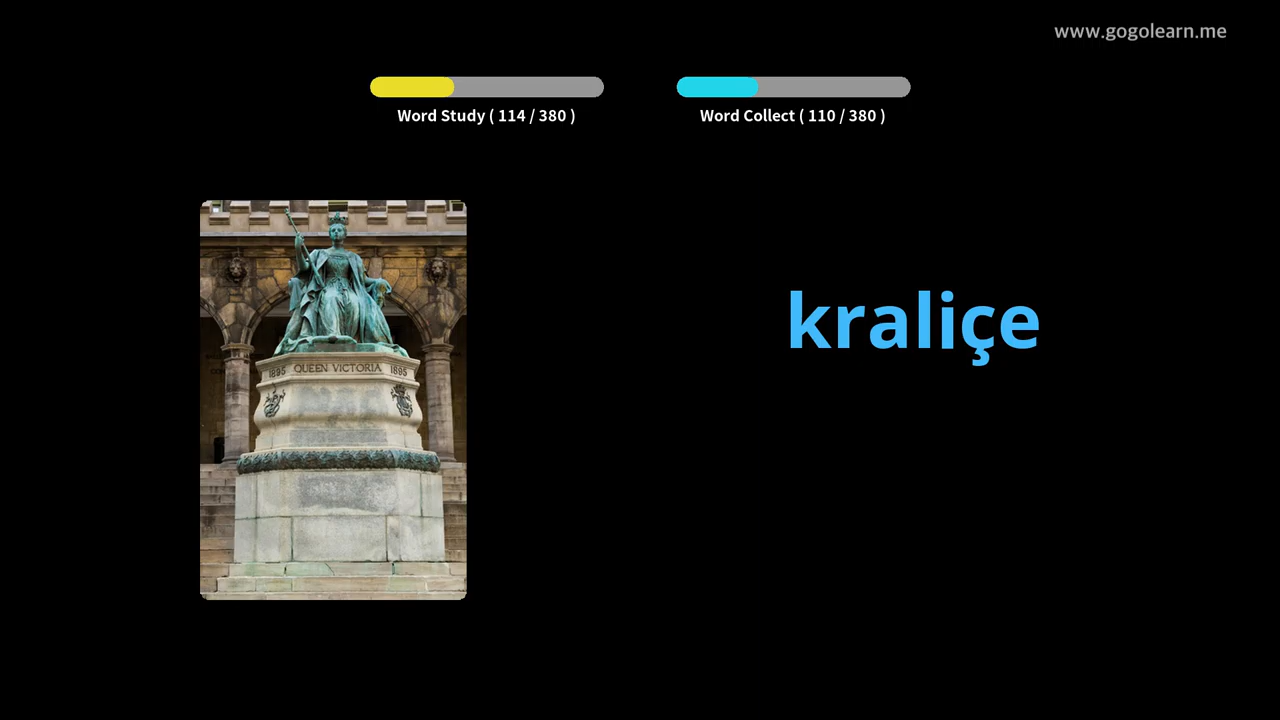 www.gogolearn.me
Word Study ( 114 / 380 )
Word Collect ( 110 / 380 )
kraliçe
1895 QUEEN VICTORIA 1895